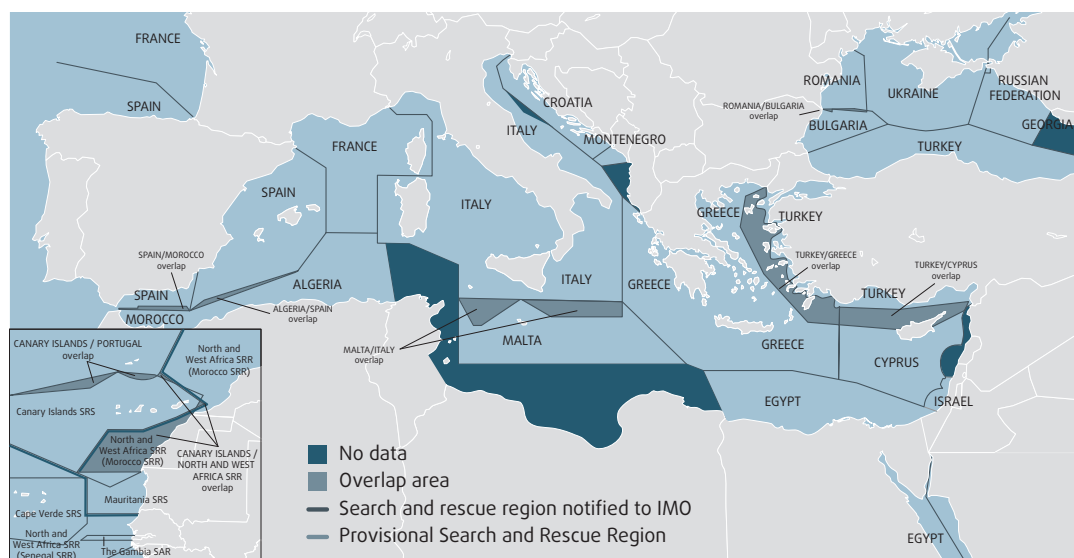 FRANCE
SPAIN
FRANCE
SPAIN
ITALY
CROATIA
MONTENEGRO
ITALY
ROMANIA
UKRAINE
RUSSIAN
FEDERATION
ROMANIA/BULGARIA
overlap
BULGARIA
GEORGIA
TURKEY
GREECE
TURKEY
SPAIN/MOROCCO
overlap
SPAIN
MOROCCO
ALGERIA
ALGERIA/SPAIN
overlap
ITALY
GREECE
TURKEY/GREECE
overlap
TURKEY/CYPRUS
overlap
TURKEY
MALTA/ITALY
overlap
MALTA
GREECE
CYPRUS
EGYPT
ISRAEL
EGYPT
CANARY ISLANDS / PORTUGAL
overlap
North and
West Africa SRR
(Morocco SRR)
Canary Islands SRS
North and
West Africa SRR
(Morocco SRR)
CANARY ISLANDS /
NORTH AND WEST
AFRICA SRR
overlap
Mauritania SRS
Cape Verde SRS
North and
West Africa SRR
(Senegal SRR)
The Gambia SAR
No data
Overlap area
Search and rescue region notified to IMO
Provisional Search and Rescue Region